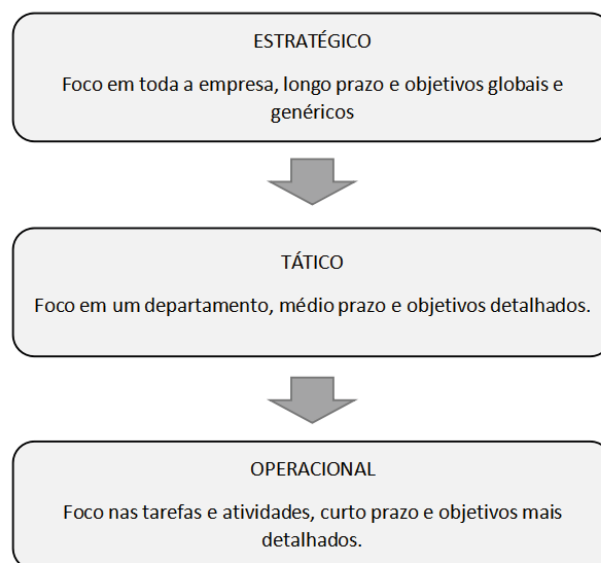 ESTRATÉGICO
Foco em toda a empresa, longo prazo e objetivos globais e
genéricos
TÁTICO
Foco em um departamento, médio prazo e objetivos detalhados.
OPERACIONAL
Foco nas tarefas e atividades, curto prazo e objetivos mais
detalhados.